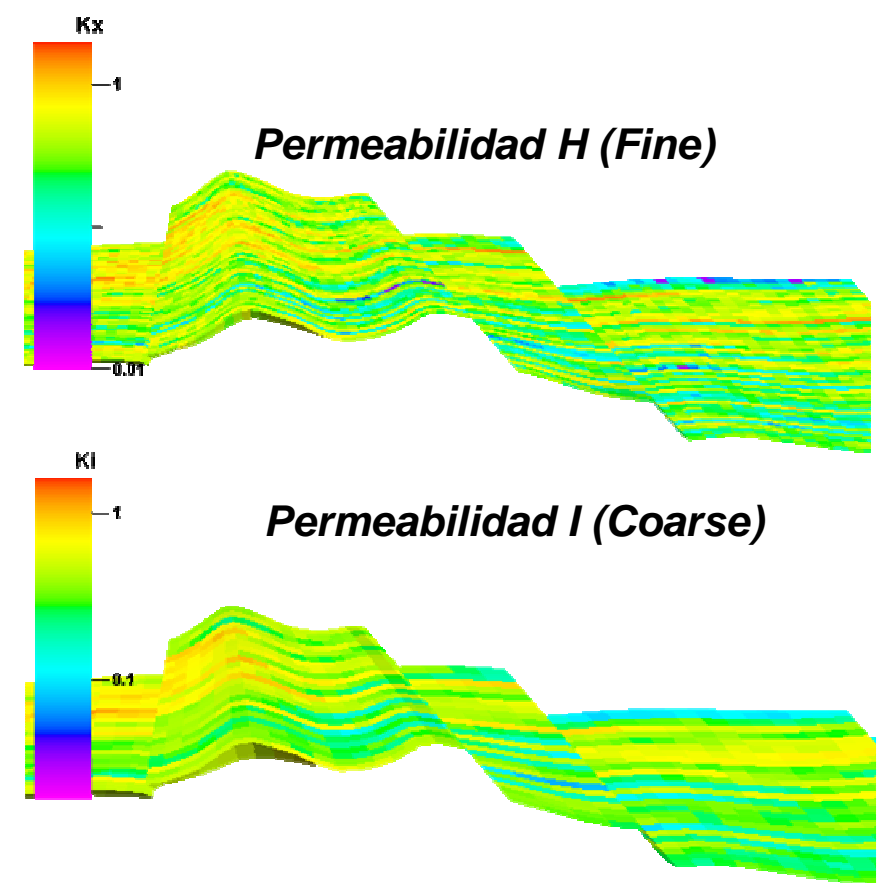 Kx
1
Permeabilidad H (Fine)
0.01
Ki
1
Permeabilidad I (Coarse)
0.1